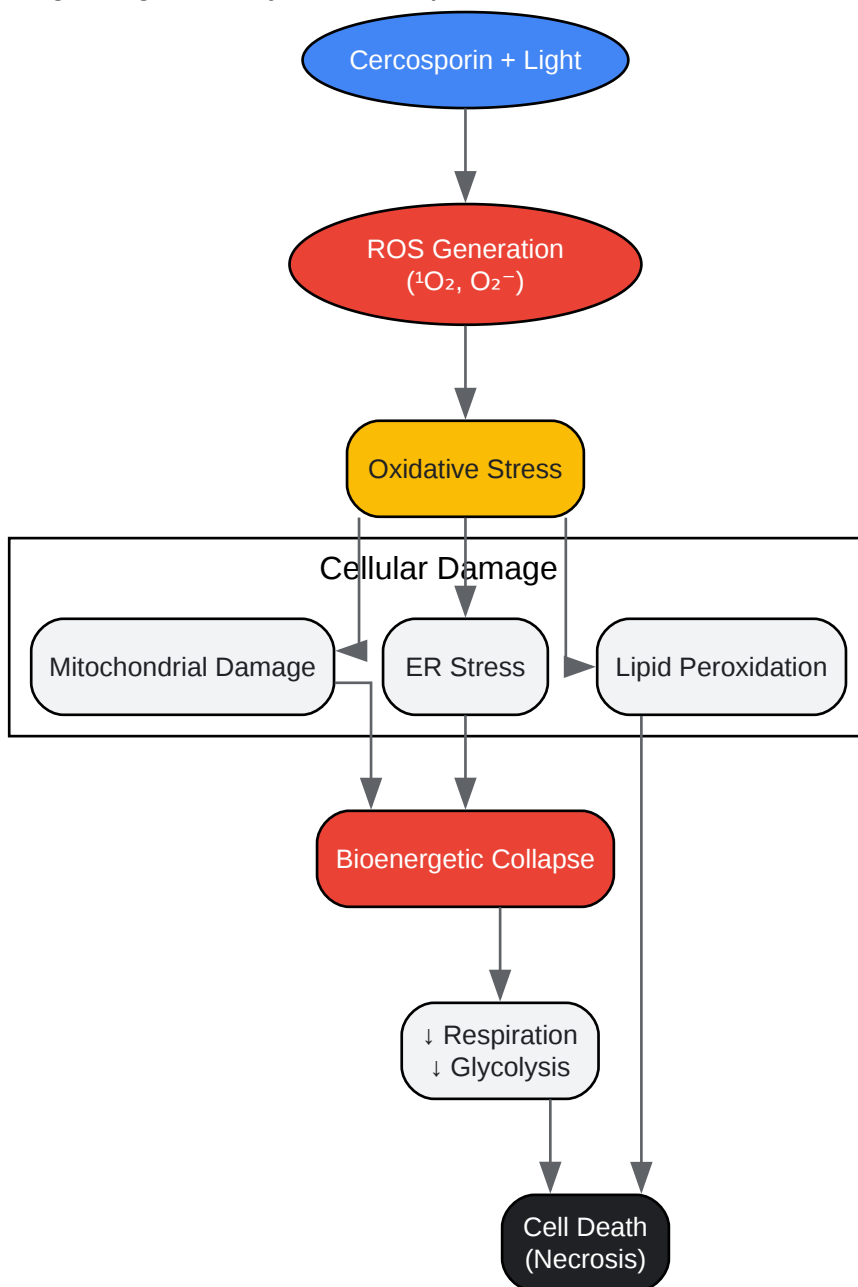 Cercosporin + Light
ROS Generation
(¹O₂, O₂⁻)
Oxidative Stress
Cellular Damage
Mitochondrial Damage
ER Stress
Lipid Peroxidation
Bioenergetic Collapse
↓ Respiration
↓ Glycolysis
Cell Death
(Necrosis)